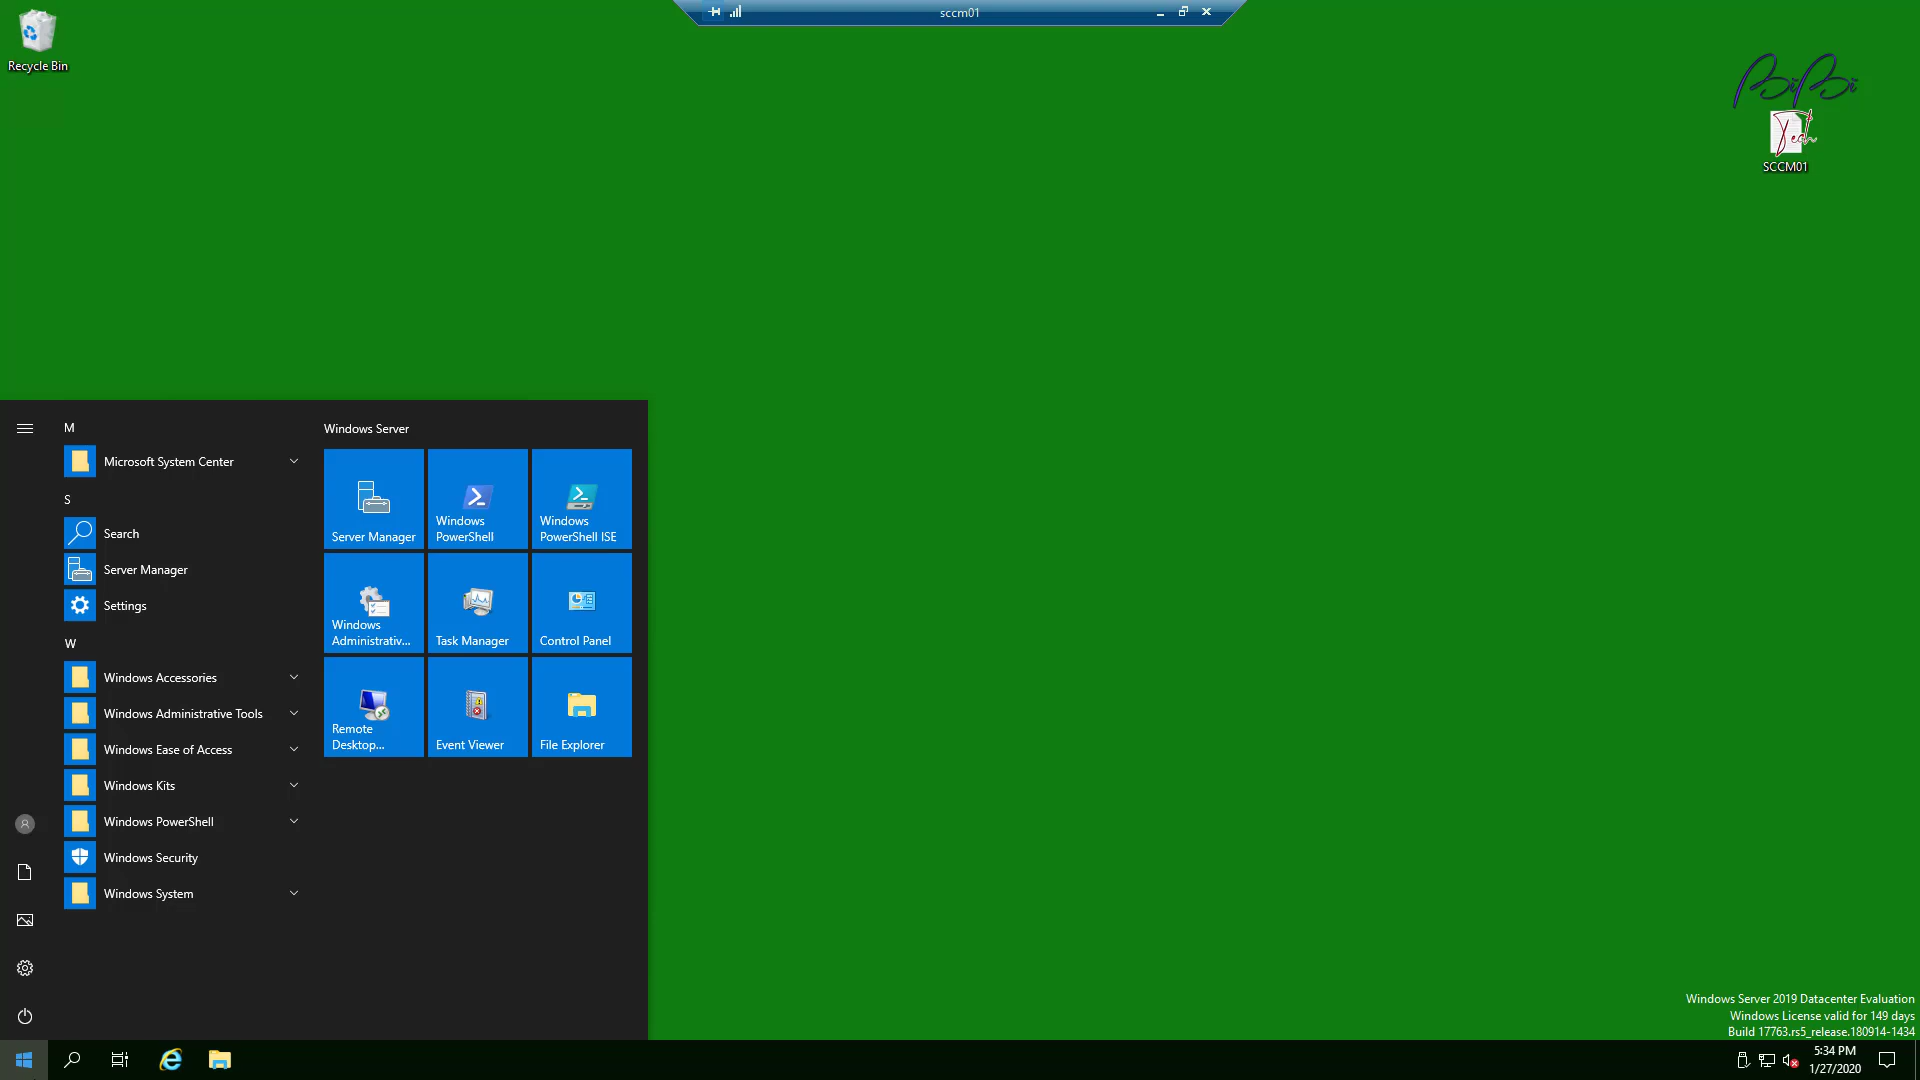 sccm01
Recycle Bin
BiBi
Tech
SCCM01
M
Microsoft System Center
S
Search
Server Manager
Settings
W
Windows Accessories
Windows Administrative Tools
Windows Ease of Access
Windows Kits
Windows PowerShell
Windows Security
Windows System
Windows Server
Server Manager
Windows
PowerShell
Windows
PowerShell ISE
Windows
Administrativ...
Task Manager
Control Panel
Remote
Desktop...
Event Viewer
File Explorer
Windows Server 2019 Datacenter Evaluation
Windows License valid for 149 days
Build 17763.rs5_release.180914-1434
5:34 PM
1/27/2020